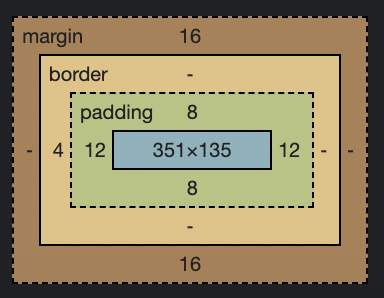 margin 16
border -
padding 8
- 4 12 351×135 12 - -
8
-
16